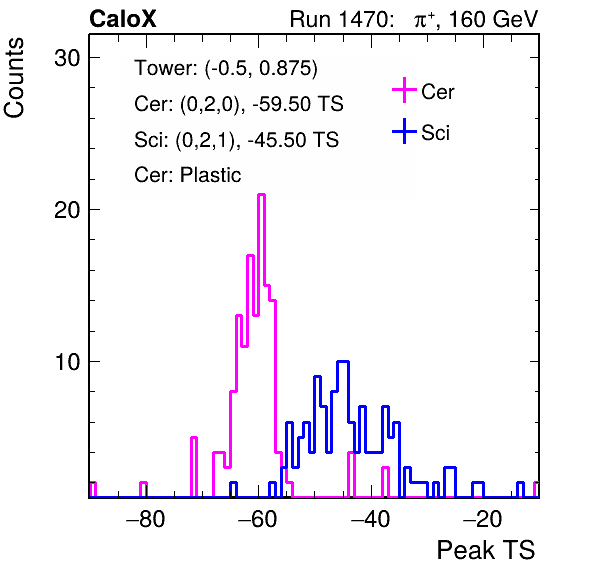 CaloX Run 1470: π⁺, 160 GeV
Counts
30
Tower: (-0.5, 0.875)
Cer: (0,2,0), -59.50 TS
Sci: (0,2,1), -45.50 TS
Cer: Plastic
Cer
Sci
20
10
−80 −60 −40 −20
Peak TS